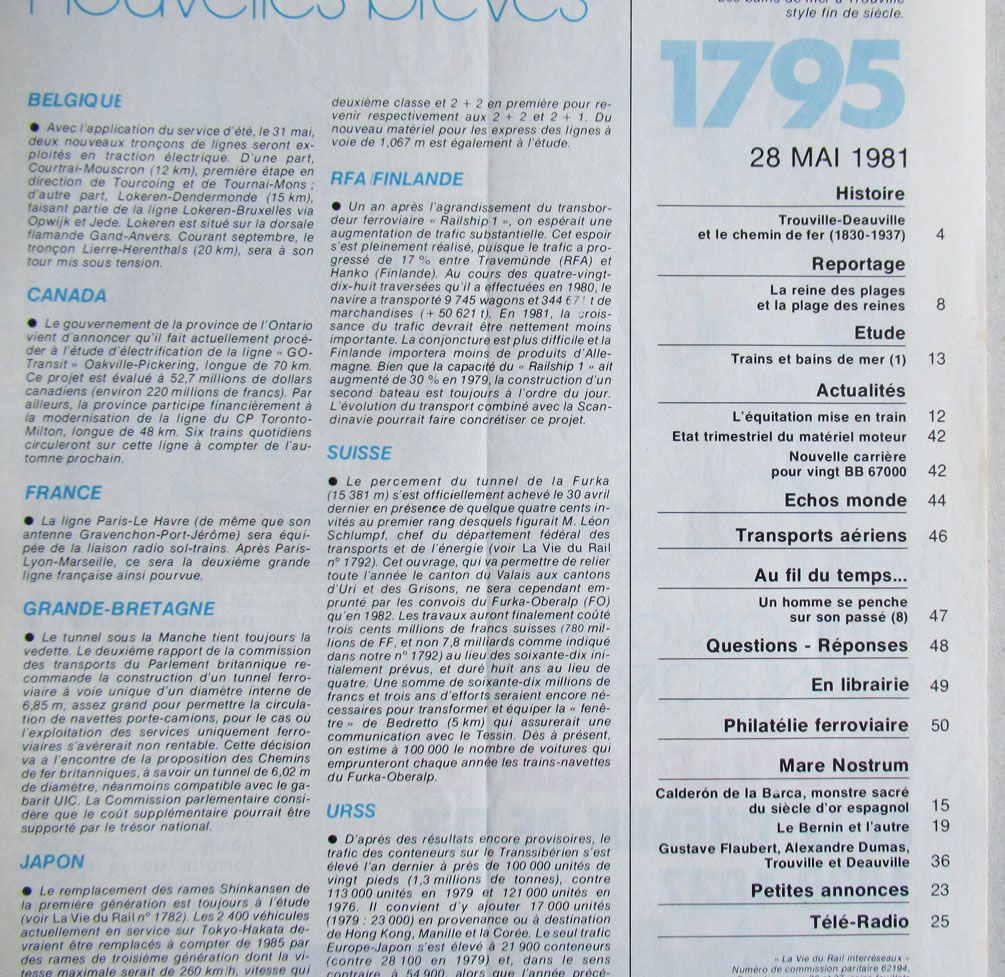 Nouvelles brèves
BELGIQUE
● Avec l'application du service d'été, le 31 mai,
deux nouveaux tronçons de lignes seront ex-
ploités en traction électrique. D'une part,
Courtrai-Mouscron (12 km), première étape en
direction de Tourcoing et de Tournai-Mons ;
d'autre part, Lokeren-Dendermonde (15 km),
faisant partie de la ligne Lokeren-Bruxelles via
Opwijk et Jede. Lokeren est situé sur la dorsale
flamande Gand-Anvers. Courant septembre, le
tronçon Lierre-Herenthals (20 km), sera à son
tour mis sous tension.
CANADA
● Le gouvernement de la province de l'Ontario
vient d'annoncer qu'il fait actuellement procé-
der à l'étude d'électrification de la ligne « GO-
Transit » Oakville-Pickering, longue de 70 km.
Ce projet est évalué à 52,7 millions de dollars
canadiens (environ 220 millions de francs). Par
ailleurs, la province participe financièrement à
la modernisation de la ligne du CP Toronto-
Milton, longue de 48 km. Six trains quotidiens
circuleront sur cette ligne à compter de l'au-
tomne prochain.
FRANCE
● La ligne Paris-Le Havre (de même que son
antenne Gravenchon-Port-Jérôme) sera équi-
pée de la liaison radio sol-trains. Après Paris-
Lyon-Marseille, ce sera la deuxième grande
ligne française ainsi pourvue.
GRANDE-BRETAGNE
● Le tunnel sous la Manche tient toujours la
vedette. Le deuxième rapport de la commission
des transports du Parlement britannique re-
commande la construction d'un tunnel ferro-
viaire à voie unique d'un diamètre interne de
6,85 m, assez grand pour permettre la circula-
tion de navettes porte-camions, pour le cas où
l'exploitation des services uniquement ferro-
viaires s'avérerait non rentable. Cette décision
va à l'encontre de la proposition des Chemins
de fer britanniques, à savoir un tunnel de 6,02 m
de diamètre, néanmoins compatible avec le ga-
barit UIC. La Commission parlementaire consi-
dère que le coût supplémentaire pourrait être
supporté par le trésor national.
JAPON
● Le remplacement des rames Shinkansen de
la première génération est toujours à l'étude
(voir La Vie du Rail n° 1782). Les 2 400 véhicules
actuellement en service sur Tokyo-Hakata de-
vraient être remplacés à compter de 1985 par
des rames de troisième génération dont la vi-
tesse maximale serait de 260 km/h, vitesse qui
deuxième classe et 2 + 2 en première pour re-
venir respectivement aux 2 + 2 et 2 + 1. Du
nouveau matériel pour les express des lignes à
voie de 1,067 m est également à l'étude.
RFA/FINLANDE
● Un an après l'agrandissement du transbor-
deur ferroviaire « Railship 1 », on espérait une
augmentation de trafic substantielle. Cet espoir
s'est pleinement réalisé, puisque le trafic a pro-
gressé de 17 % entre Travemünde (RFA) et
Hanko (Finlande). Au cours des quatre-vingt-
dix-huit traversées qu'il a effectuées en 1980, le
navire a transporté 9 745 wagons et 344 671 t de
marchandises (+ 50 621 t). En 1981, la crois-
sance du trafic devrait être nettement moins
importante. La conjoncture est plus difficile et la
Finlande importera moins de produits d'Alle-
magne. Bien que la capacité du « Railship 1 » ait
augmenté de 30 % en 1979, la construction d'un
second bateau est toujours à l'ordre du jour.
L'évolution du transport combiné avec la Scan-
dinavie pourrait faire concrétiser ce projet.
SUISSE
● Le percement du tunnel de la Furka
(15 381 m) s'est officiellement achevé le 30 avril
dernier en présence de quelque quatre cents in-
vités au premier rang desquels figurait M. Léon
Schlumpf, chef du département fédéral des
transports et de l'énergie (voir La Vie du Rail
n° 1792). Cet ouvrage, qui va permettre de relier
toute l'année le canton du Valais aux cantons
d'Uri et des Grisons, ne sera cependant em-
prunté par les convois du Furka-Oberalp (FO)
qu'en 1982. Les travaux auront finalement coûté
trois cents millions de francs suisses (780 mil-
lions de FF, et non 7,8 milliards comme indiqué
dans notre n° 1792) au lieu des soixante-dix ini-
tialement prévus, et duré huit ans au lieu de
quatre. Une somme de soixante-dix millions de
francs et trois ans d'efforts seraient encore né-
cessaires pour transformer et équiper la « fenê-
tre » de Bedretto (5 km) qui assurerait une
communication avec le Tessin. Dès à présent,
on estime à 100 000 le nombre de voitures qui
emprunteront chaque année les trains-navettes
du Furka-Oberalp.
URSS
● D'après des résultats encore provisoires, le
trafic des conteneurs sur le Transsibérien s'est
élevé l'an dernier à près de 100 000 unités de
vingt pieds (1,3 millions de tonnes), contre
113 000 unités en 1979 et 121 000 unités en
1976. Il convient d'y ajouter 17 000 unités
(1979 : 23 000) en provenance ou à destination
de Hong Kong, Manille et la Corée. Le seul trafic
Europe-Japon s'est élevé à 21 900 conteneurs
(contre 28 100 en 1979) et, dans le sens
contraire, à 54 900, alors que l'année précé-
Les bains de mer à Trouville
style fin de siècle.
1795
28 MAI 1981
Histoire
Trouville-Deauville
et le chemin de fer (1830-1937) 4
Reportage
La reine des plages
et la plage des reines 8
Etude
Trains et bains de mer (1) 13
Actualités
L'équitation mise en train 12
Etat trimestriel du matériel moteur 42
Nouvelle carrière
pour vingt BB 67000 42
Echos monde 44
Transports aériens 46
Au fil du temps...
Un homme se penche
sur son passé (8) 47
Questions - Réponses 48
En librairie 49
Philatélie ferroviaire 50
Mare Nostrum
Calderón de la Barca, monstre sacré
du siècle d'or espagnol 15
Le Bernin et l'autre 19
Gustave Flaubert, Alexandre Dumas,
Trouville et Deauville 36
Petites annonces 23
Télé-Radio 25
« La Vie du Rail interréseaux »
Numéro de commission paritaire 62194.